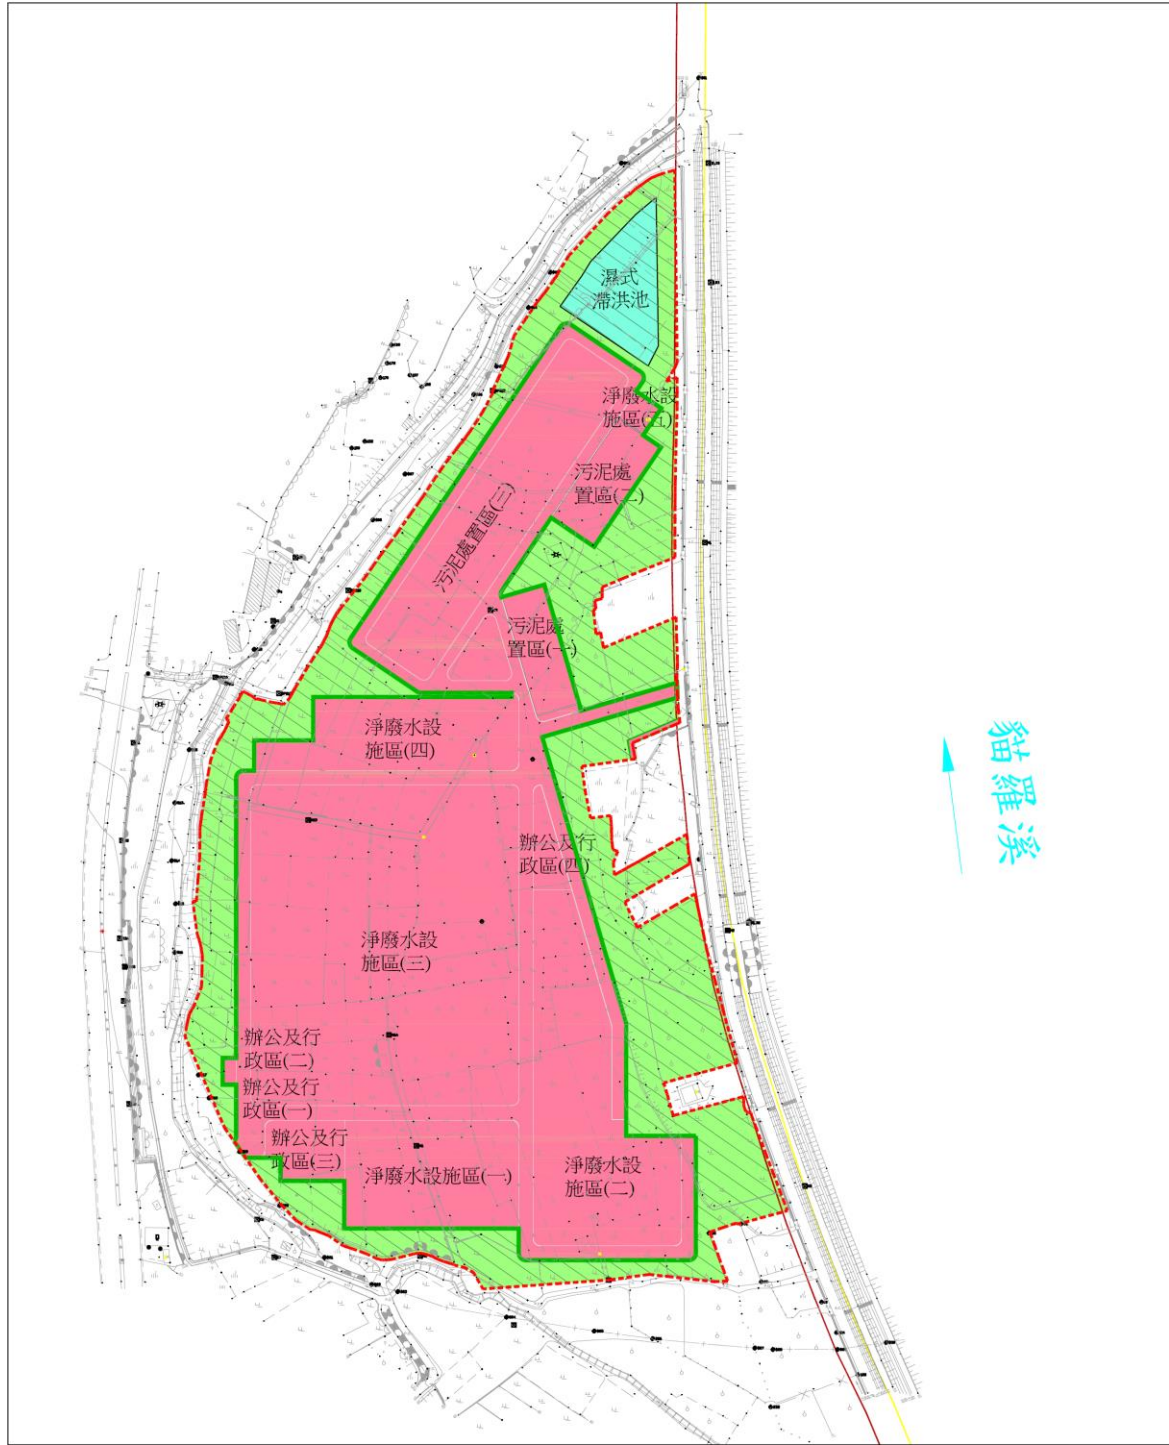 濕式
滯洪池
淨廢水設
施區(五)
污泥處
置區(二)
污泥處置區(三)
污泥處
置區(一)
淨廢水設
施區(四)
貓羅溪
辦公及行
政區(四)
淨廢水設
施區(三)
辦公及行
政區(二)
辦公及行
政區(一)
辦公及行
政區(三)
淨廢水設施區(一)
淨廢水設
施區(二)